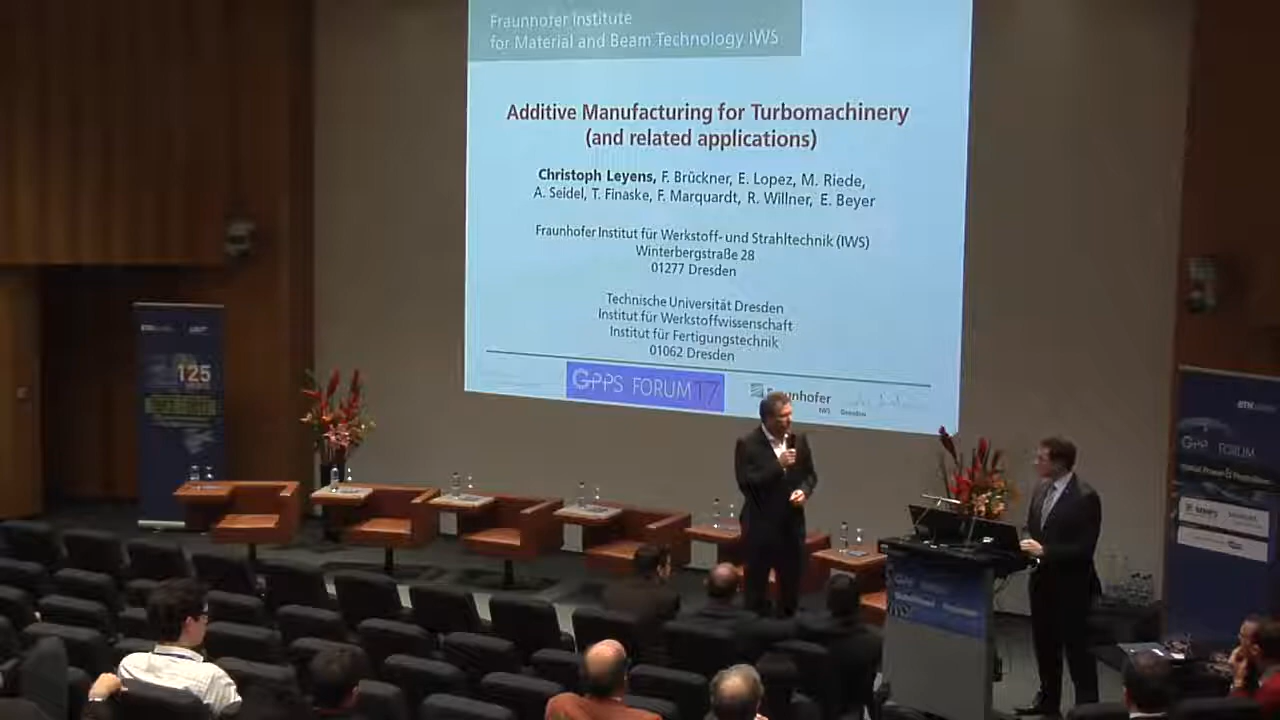 Fraunhofer Institute
for Material and Beam Technology IWS
Additive Manufacturing for Turbomachinery
(and related applications)
Christoph Leyens, F. Brückner, E. Lopez, M. Riede,
A. Seidel, T. Finaske, F. Marquardt, R. Willner, E. Beyer
Fraunhofer Institut für Werkstoff- und Strahltechnik (IWS)
Winterbergstraße 28
01277 Dresden
Technische Universität Dresden
Institut für Werkstoffwissenschaft
Institut für Fertigungstechnik
01062 Dresden
GPPS FORUM 17
Fraunhofer
IWS Dresden
125
GPP FORUM